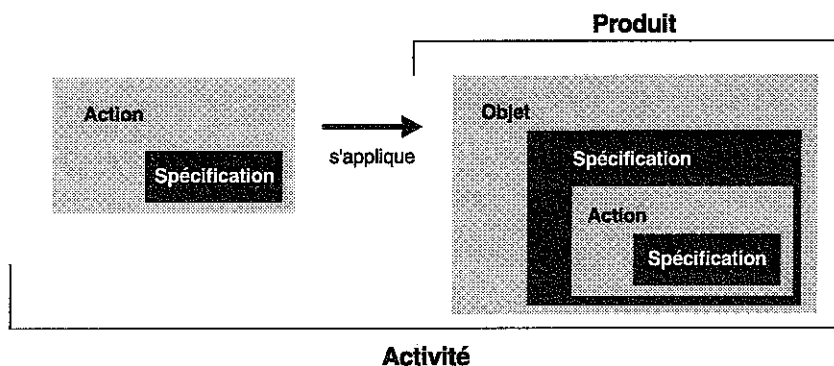 Produit
Action
Objet
s'applique
Spécification
Spécification
Action
Spécification
Activité